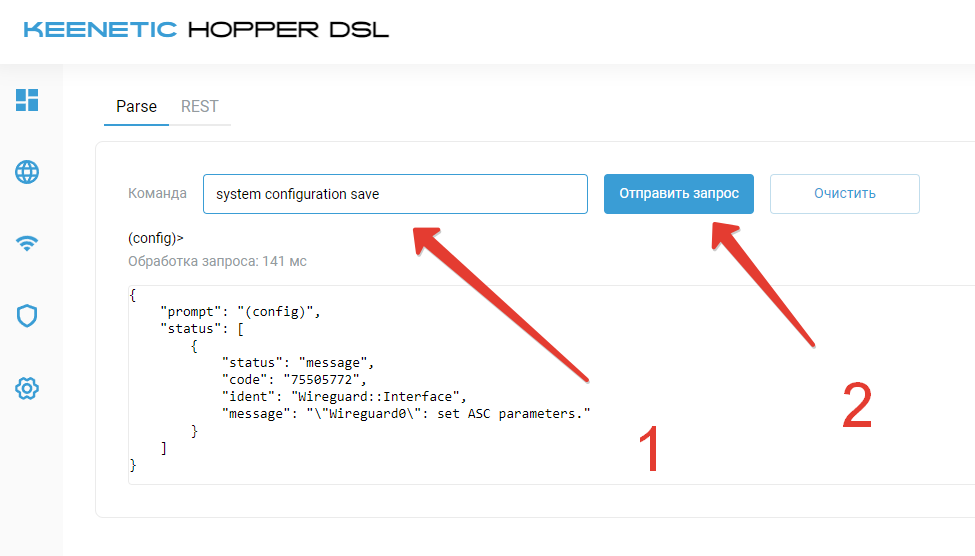 KEENETIC HOPPER DSL
Parse REST
Команда system configuration save Отправить запрос Очистить
(config)>
Обработка запроса: 141 мс
{
    "prompt": "(config)",
    "status": [
        {
            "status": "message",
            "code": "75505772",
            "ident": "Wireguard::Interface",
            "message": "\"Wireguard0\": set ASC parameters."
        }
    ]
}
1
2